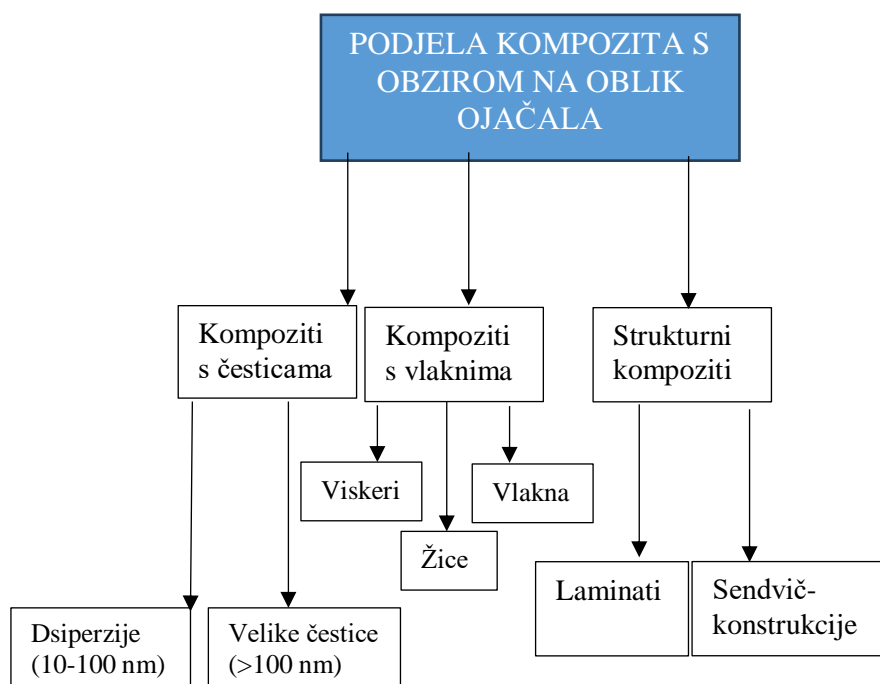 PODJELA KOMPOZITA S
OBZIROM NA OBLIK
OJAČALA
Kompoziti
s česticama
Kompoziti
s vlaknima
Strukturni
kompoziti
Viskeri
Vlakna
Žice
Laminati
Sendvič-
konstrukcije
Dsiperzije
(10-100 nm)
Velike čestice
(>100 nm)